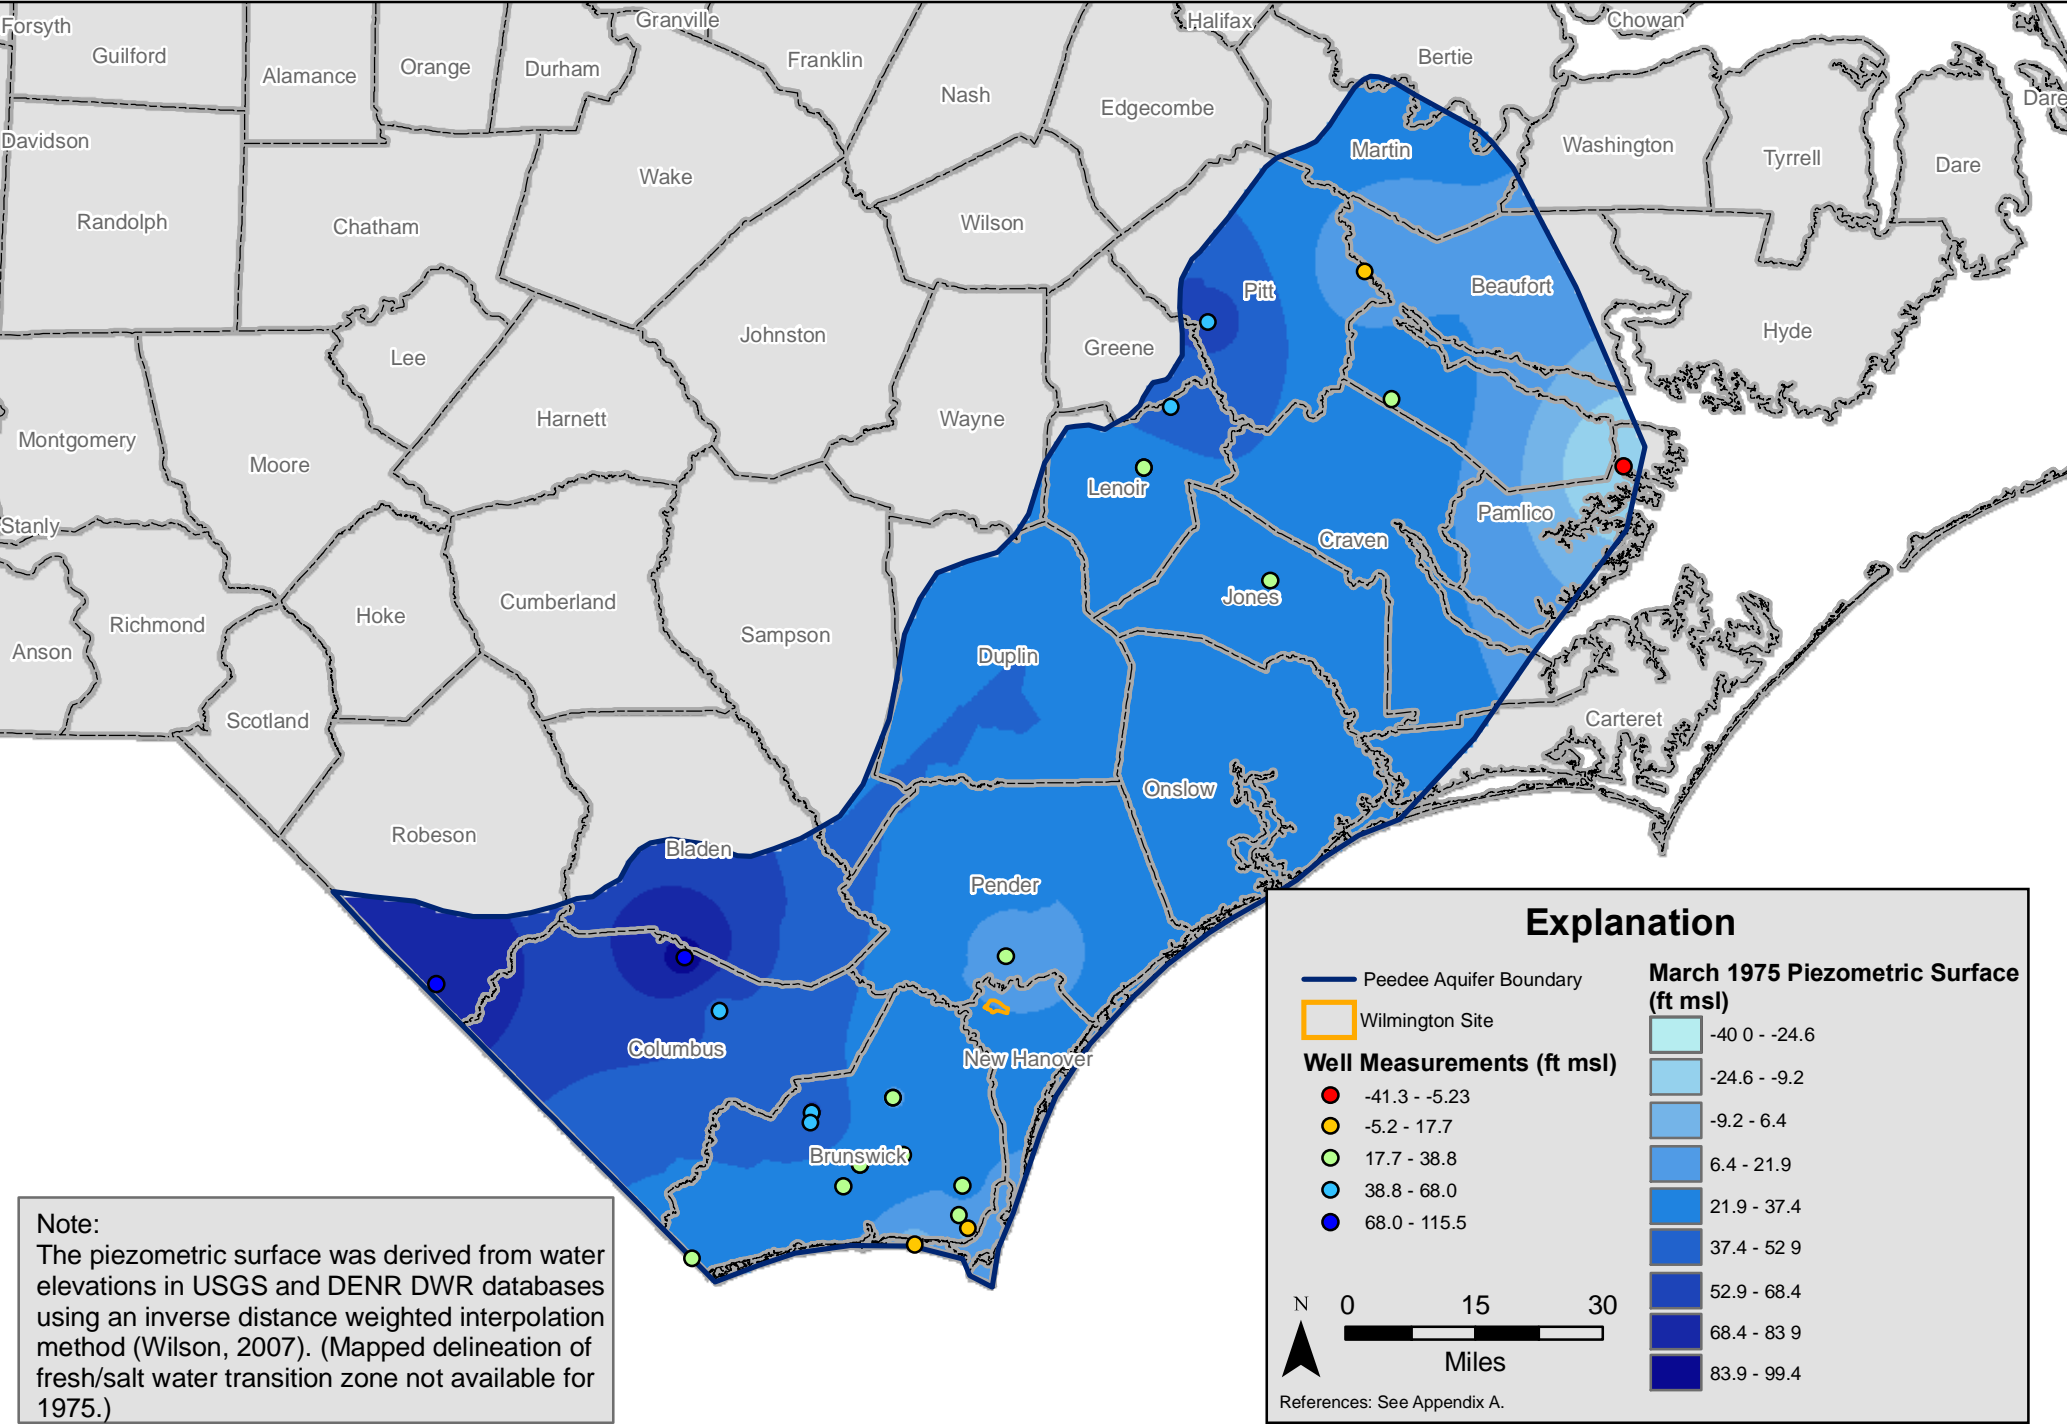 Forsyth
Guilford
Alamance
Orange
Durham
Granville
Franklin
Halifax
Nash
Edgecombe
Bertie
Chowan
Dare
Davidson
Randolph
Chatham
Wake
Wilson
Martin
Washington
Tyrrell
Dare
Pitt
Beaufort
Hyde
Lee
Johnston
Greene
Harnett
Wayne
Montgomery
Moore
Lenoir
Pamlico
Stanly
Craven
Cumberland
Hoke
Richmond
Jones
Anson
Sampson
Duplin
Scotland
Carteret
Onslow
Robeson
Bladen
Pender
Columbus
New Hanover
Brunswick
Explanation
Peedee Aquifer Boundary
Wilmington Site
Well Measurements (ft msl)
-41.3 - -5.23
-5.2 - 17.7
17.7 - 38.8
38.8 - 68.0
68.0 - 115.5
March 1975 Piezometric Surface
(ft msl)
-40 0 - -24.6
-24.6 - -9.2
-9.2 - 6.4
6.4 - 21.9
21.9 - 37.4
37.4 - 52 9
52.9 - 68.4
68.4 - 83 9
83.9 - 99.4
N
0 15 30
Miles
References: See Appendix A.
Note:
The piezometric surface was derived from water
elevations in USGS and DENR DWR databases
using an inverse distance weighted interpolation
method (Wilson, 2007). (Mapped delineation of
fresh/salt water transition zone not available for
1975.)